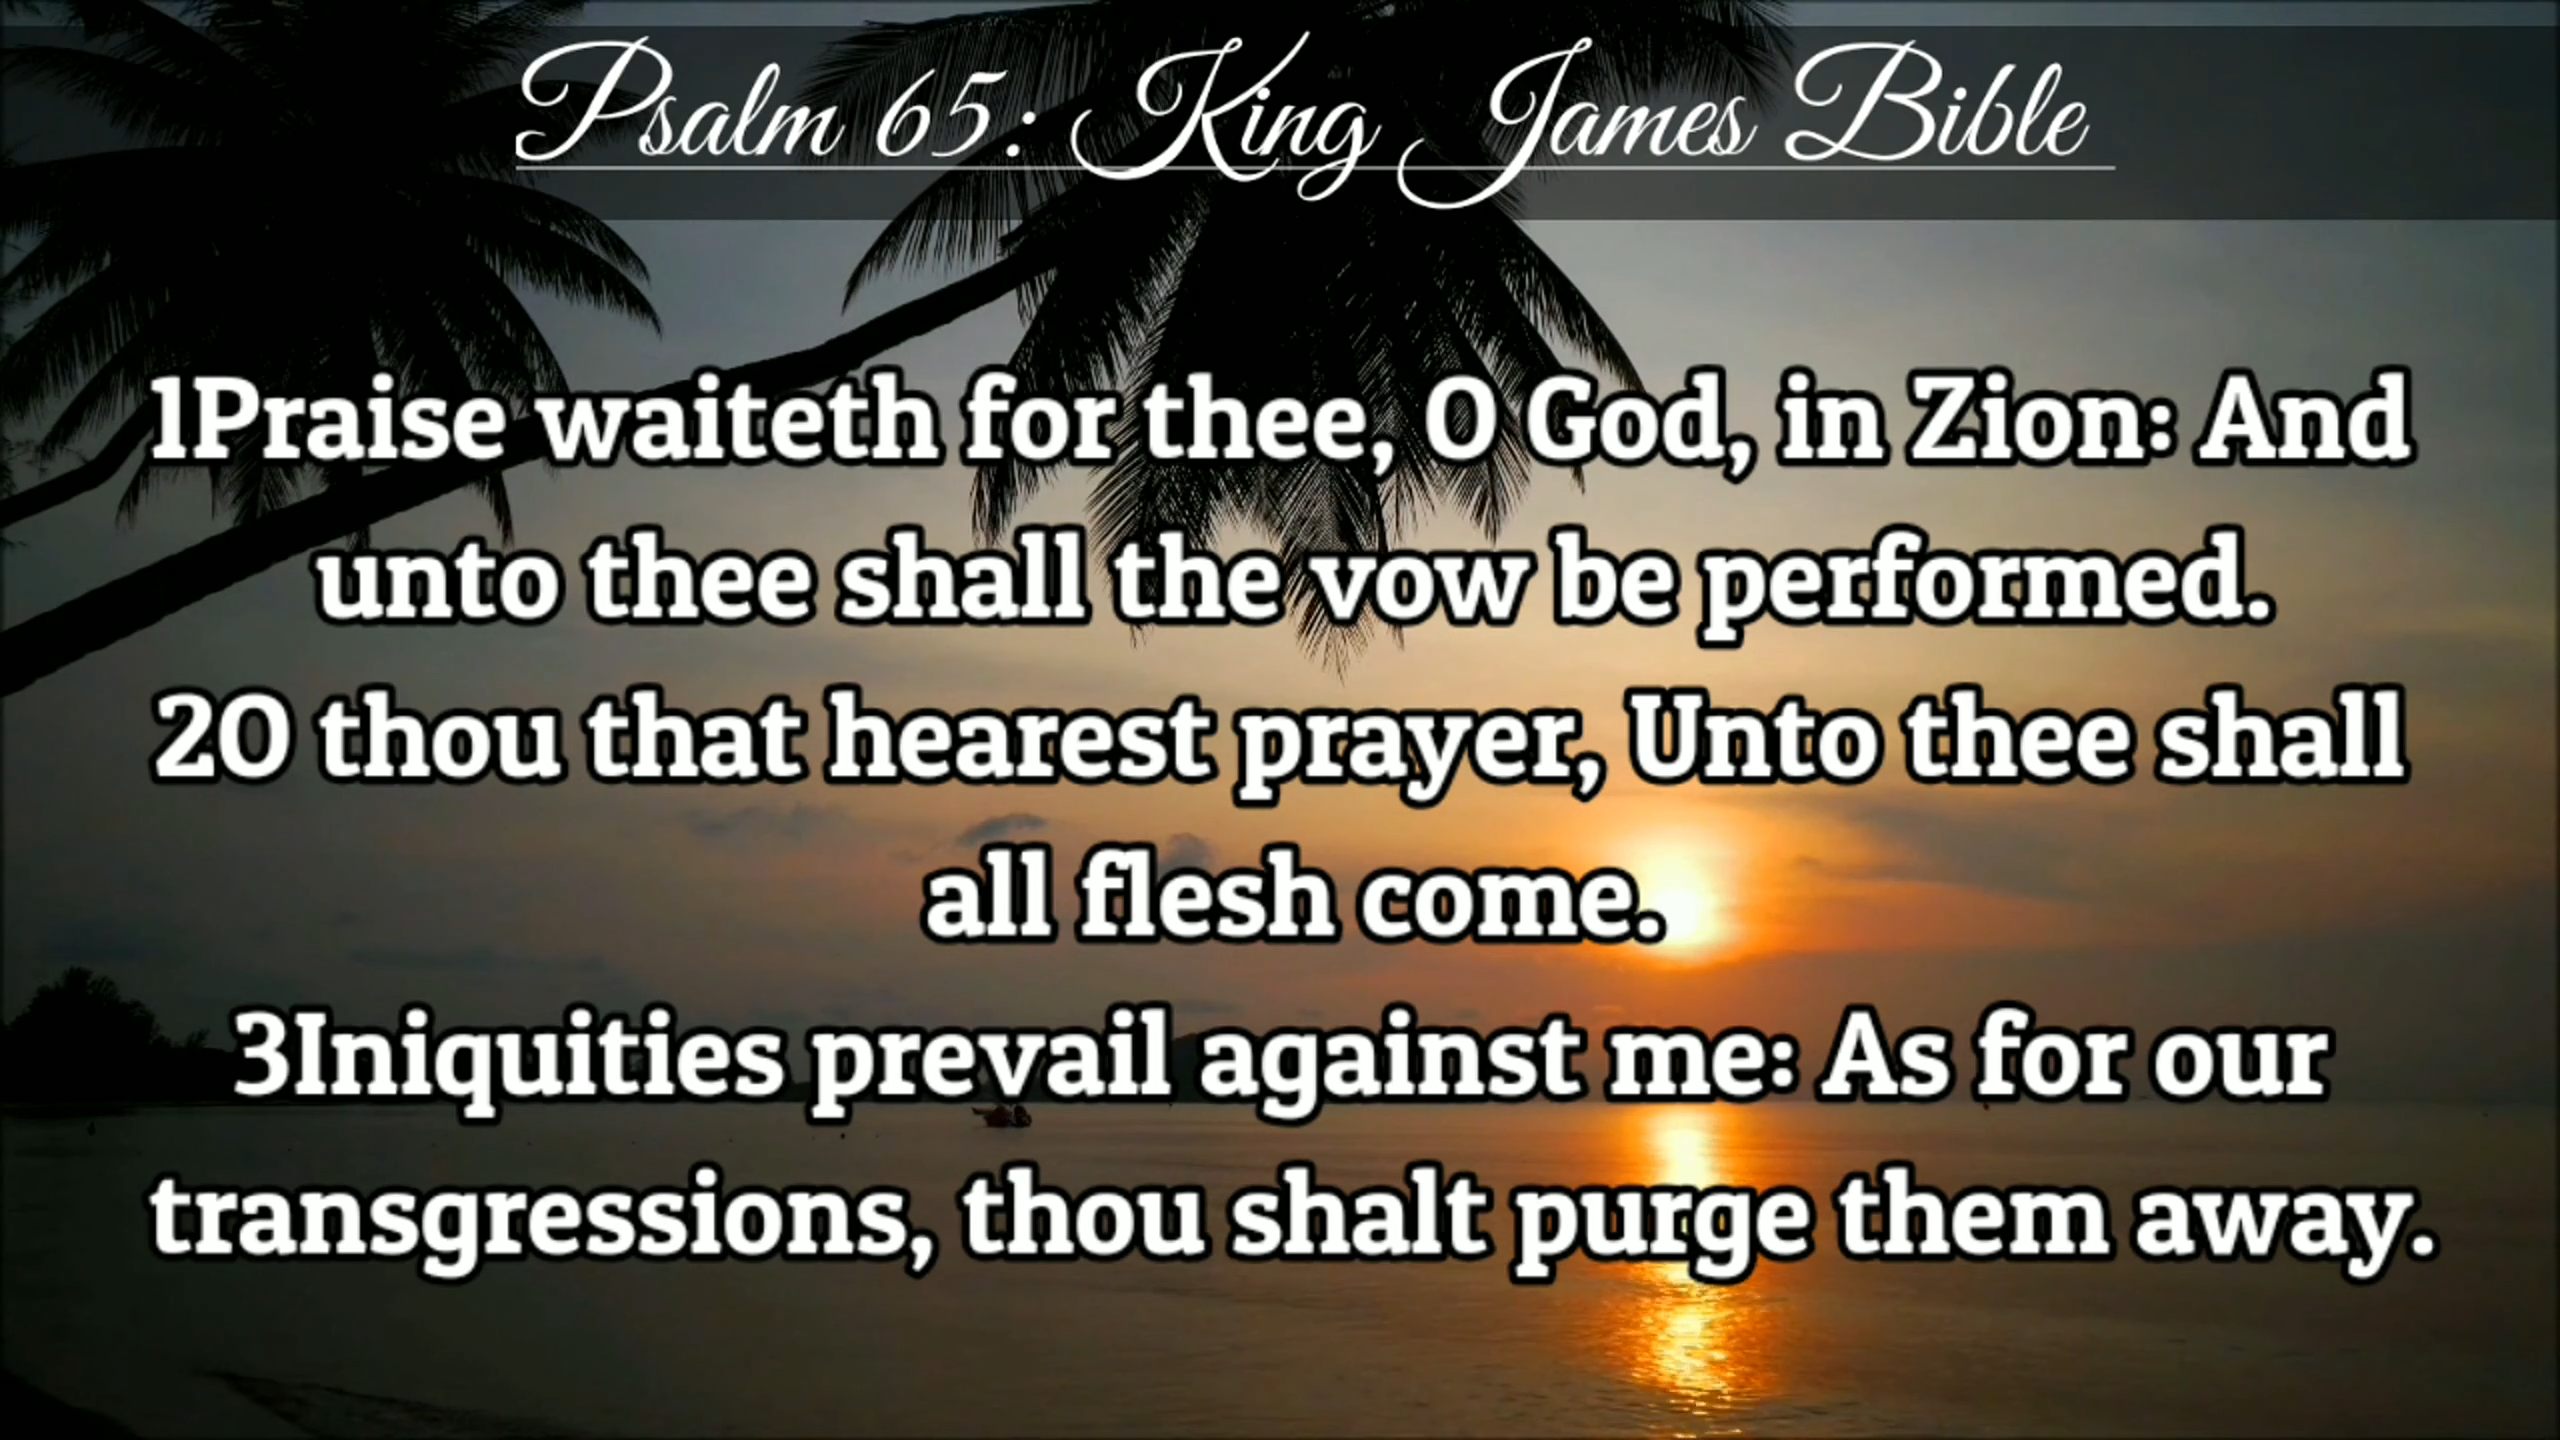 Psalm 65: King James Bible
1Praise waiteth for thee, O God, in Zion: And
unto thee shall the vow be performed.
2O thou that hearest prayer, Unto thee shall
all flesh come.
3Iniquities prevail against me: As for our
transgressions, thou shalt purge them away.